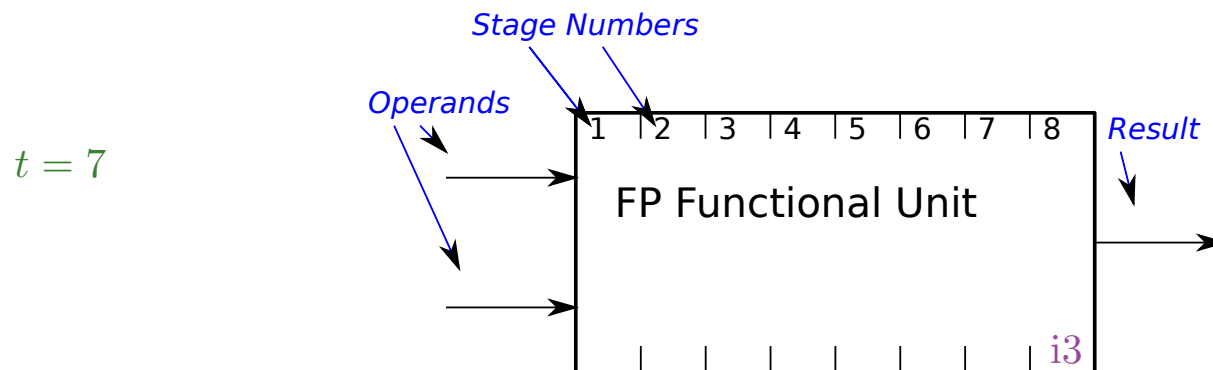 Stage Numbers
Operands
1 2 3 4 5 6 7 8
Result
t = 7
FP Functional Unit
i3